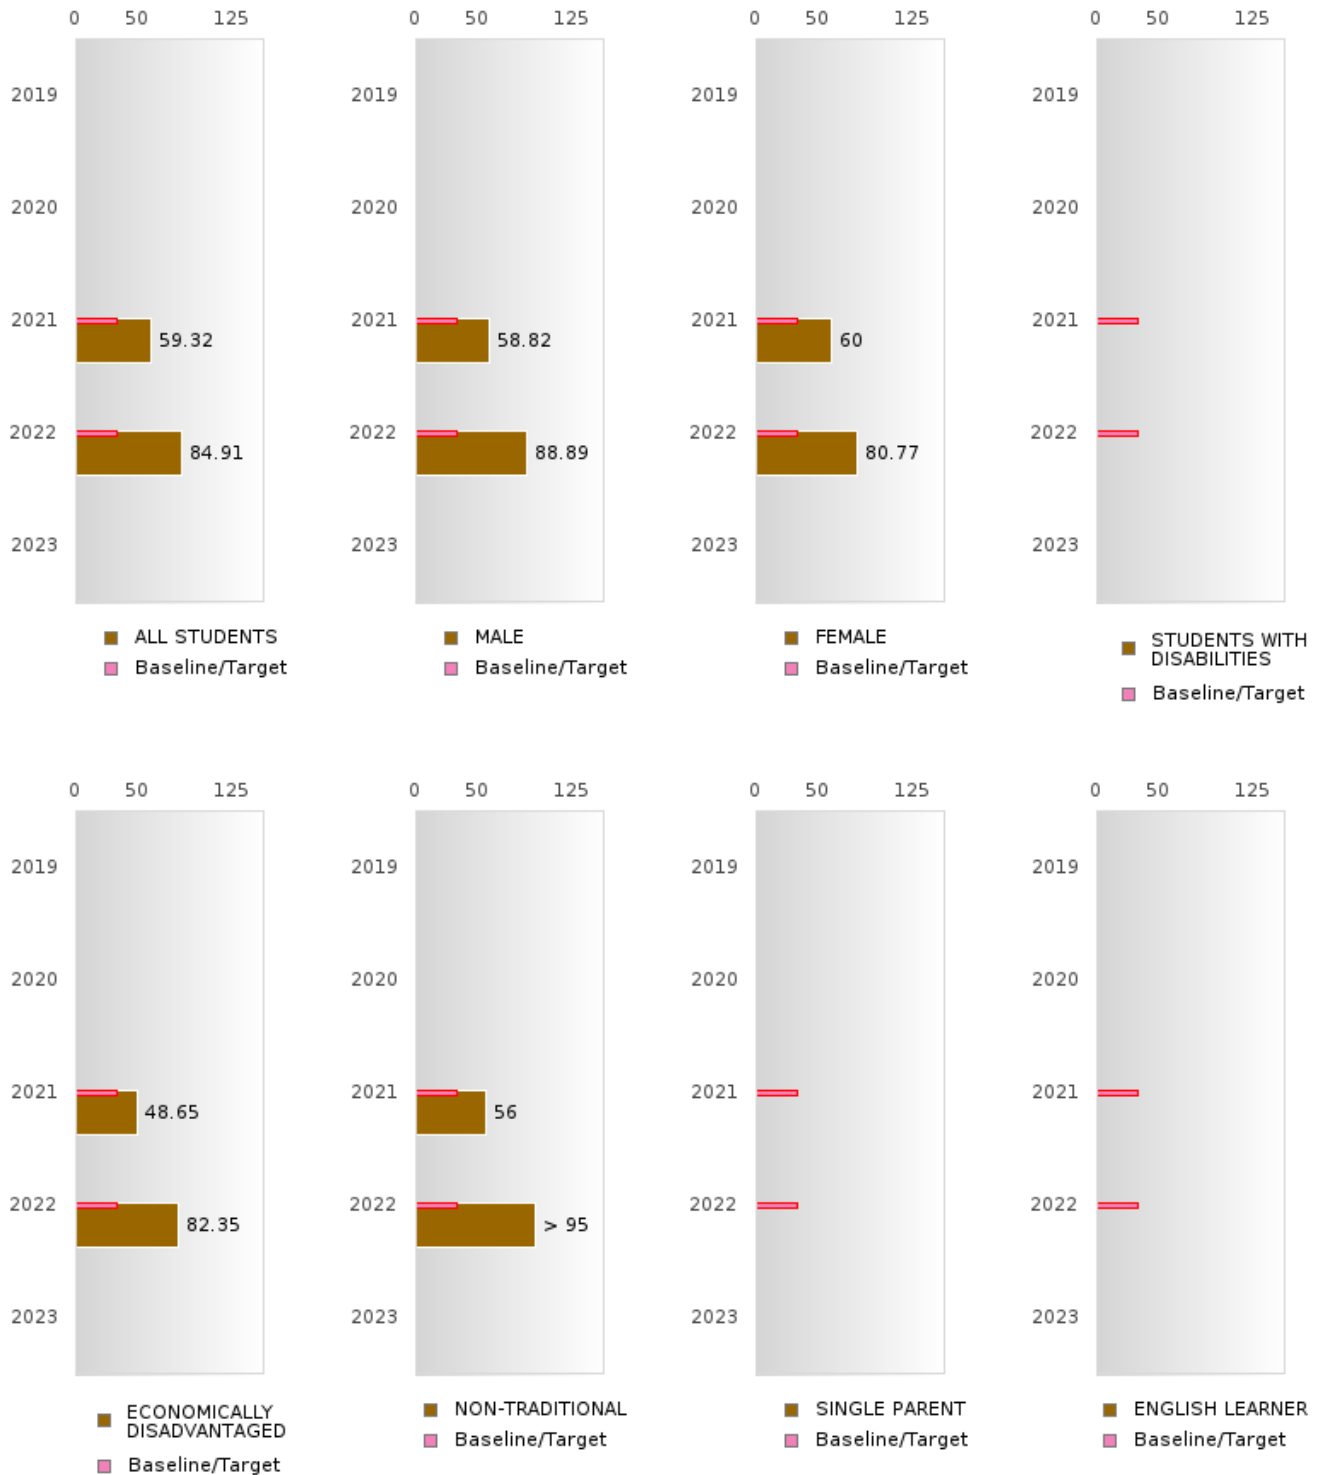 0 50 125 0 50 125 0 50 125 0 50 125
2019 2019 2019 2019
2020 2020 2020 2020
2021 59.32 2021 58.82 2021 60 2021
2022 84.91 2022 88.89 2022 80.77 2022
2023 2023 2023 2023
ALL STUDENTS MALE FEMALE STUDENTS WITH
DISABILITIES
Baseline/Target Baseline/Target Baseline/Target Baseline/Target
0 50 125 0 50 125 0 50 125 0 50 125
2019 2019 2019 2019
2020 2020 2020 2020
2021 48.65 2021 56 2021 2021
2022 82.35 2022 > 95 2022 2022
2023 2023 2023 2023
ECONOMICALLY NON-TRADITIONAL SINGLE PARENT ENGLISH LEARNER
DISADVANTAGED
Baseline/Target Baseline/Target Baseline/Target Baseline/Target